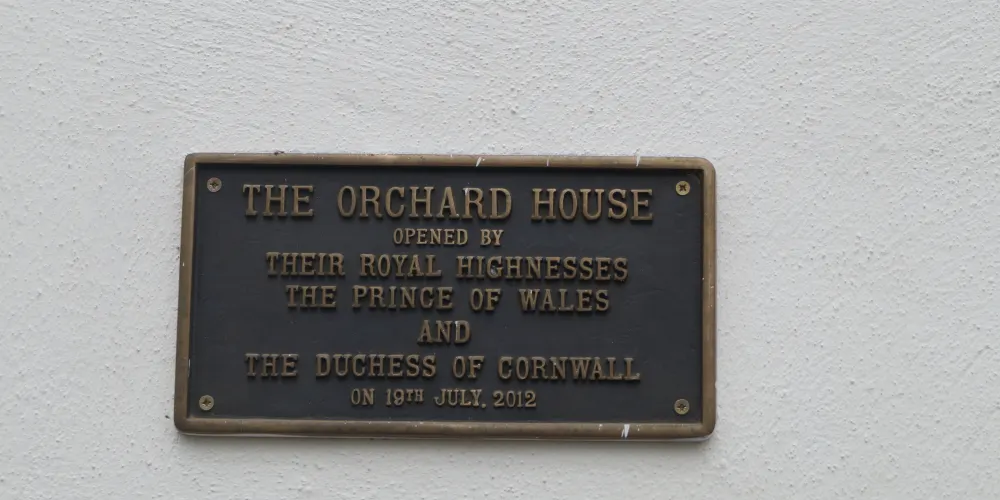 THE ORCHARD HOUSE
OPENED BY
THEIR ROYAL HIGHNESSES
THE PRINCE OF WALES
AND
THE DUCHESS OF CORNWALL
ON 19TH JULY, 2012